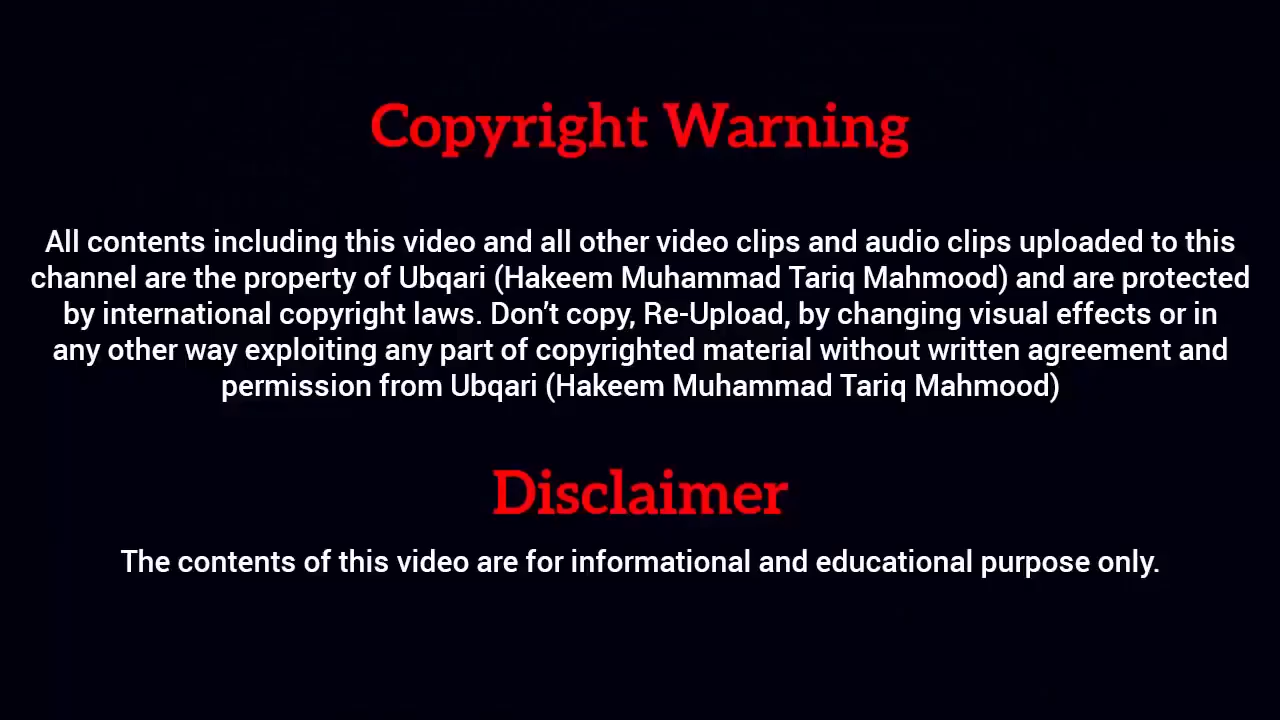 Copyright Warning
All contents including this video and all other video clips and audio clips uploaded to this
channel are the property of Ubqari (Hakeem Muhammad Tariq Mahmood) and are protected
by international copyright laws. Don’t copy, Re-Upload, by changing visual effects or in
any other way exploiting any part of copyrighted material without written agreement and
permission from Ubqari (Hakeem Muhammad Tariq Mahmood)
Disclaimer
The contents of this video are for informational and educational purpose only.